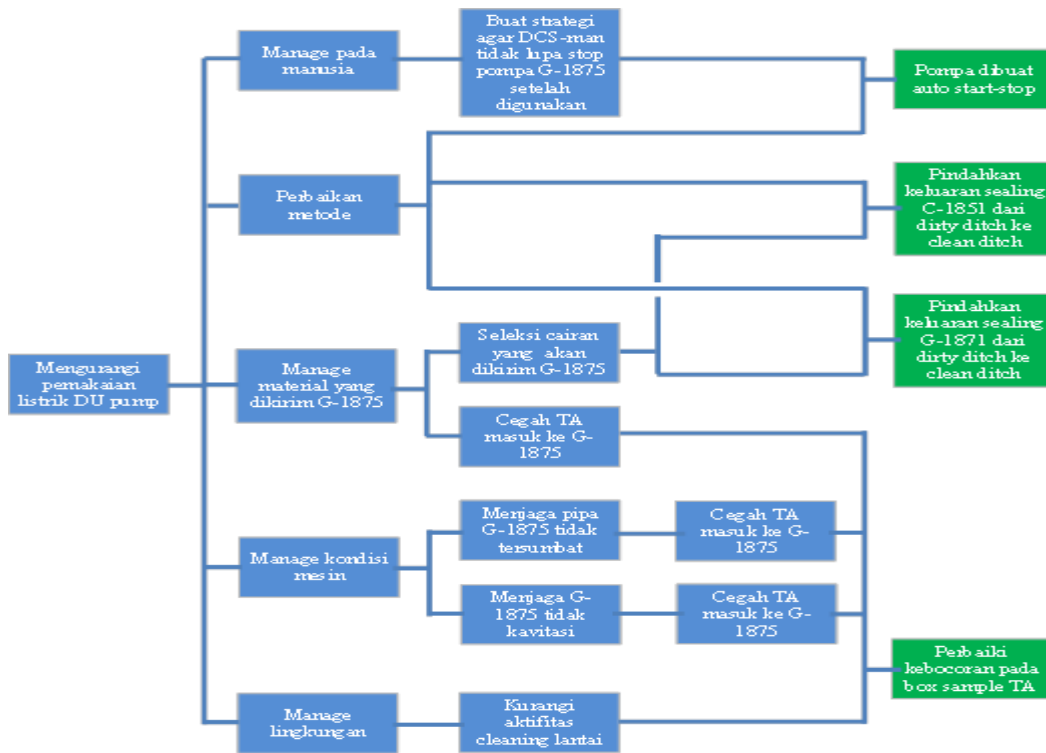 Manage pada
manusia
Buat strategi
agar DCS-man
tidak lupa stop
pompa G-1875
setelah
digunakan
Pompa dibuat
auto start-stop
Perbaikan
metode
Pindahkan
keluaran sealing
C-1851 dari
dirty ditch ke
clean ditch
Pindahkan
keluaran sealing
G-1871 dari
dirty ditch ke
clean ditch
Mengurangi
pemakaian
listrik DU pump
Manage
material yang
dikirim G-1875
Seleksi cairan
yang akan
dikirim G-1875
Cegah TA
masuk ke G-
1875
Manage kondisi
mesin
Menjaga pipa
G-1875 tidak
tersumbat
Cegah TA
masuk ke G-
1875
Menjaga G-
1875 tidak
kavitasi
Cegah TA
masuk ke G-
1875
Perbaiki
kebocoran pada
box sample TA
Manage
lingkungan
Kurangi
aktifitas
cleaning lantai